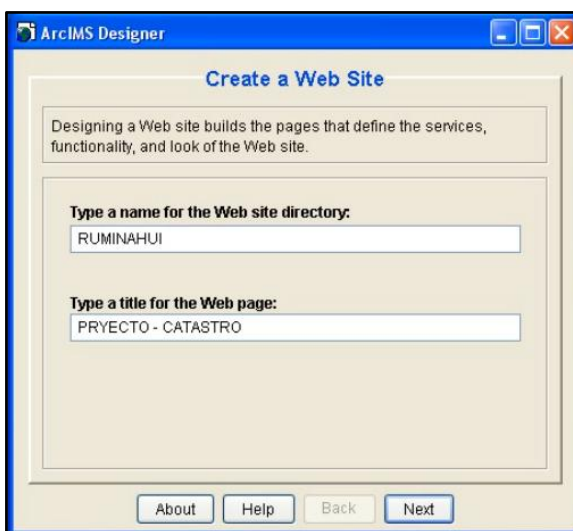 ArcIMS Designer
Create a Web Site
Designing a Web site builds the pages that define the services,
functionality, and look of the Web site.
Type a name for the Web site directory:
RUMINAHUI
Type a title for the Web page:
PRYECTO - CATASTRO
About Help Back Next